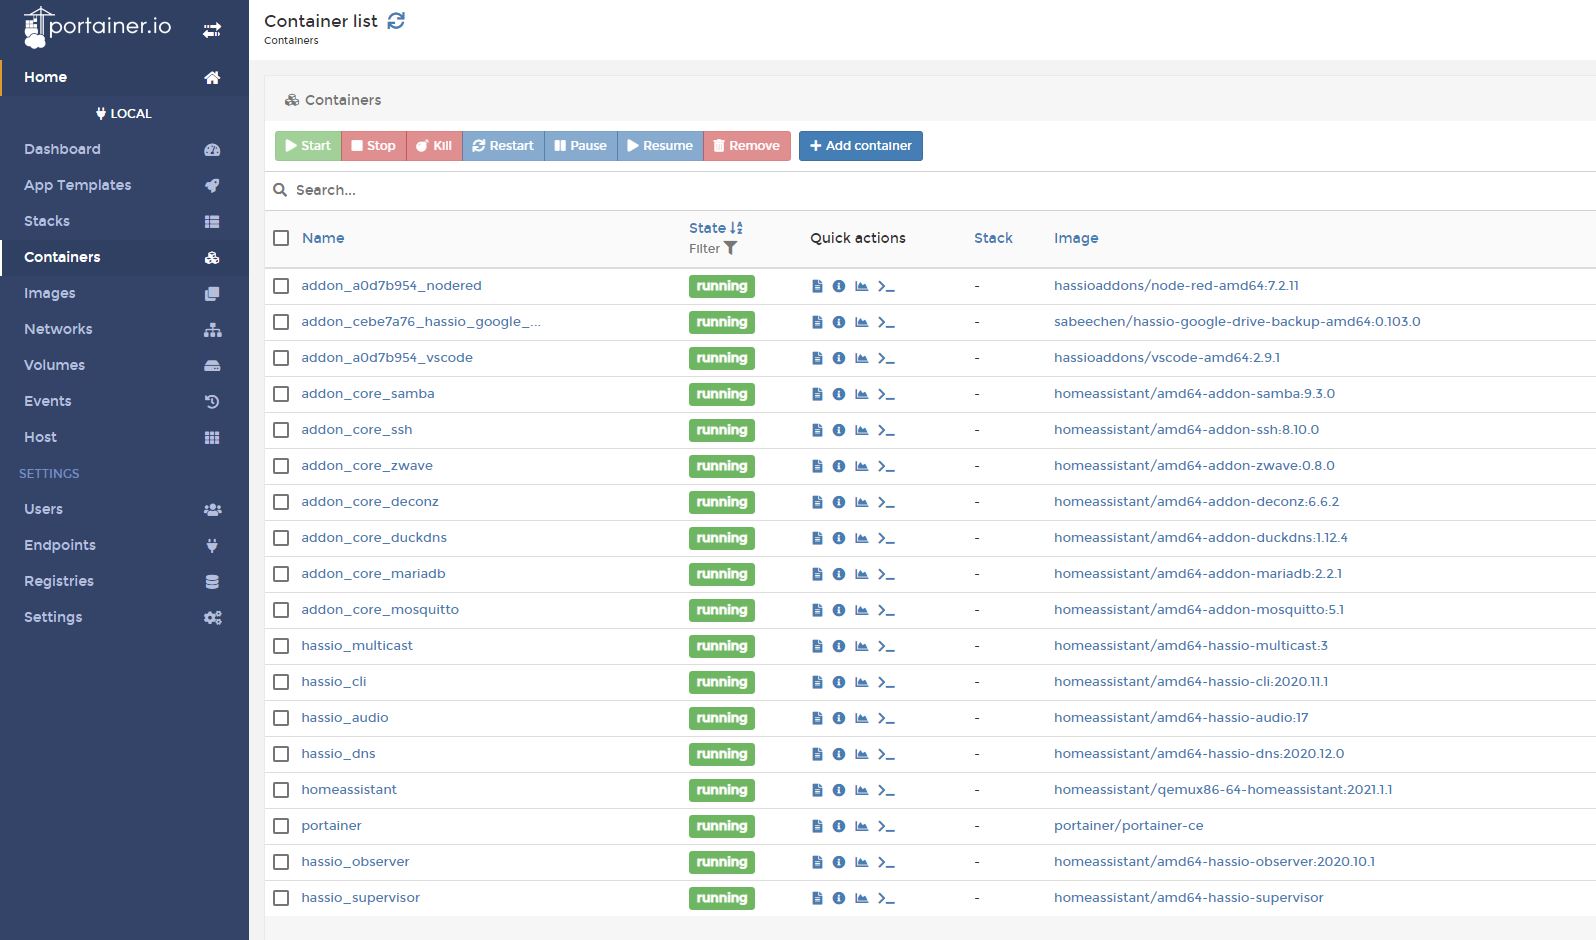 portainer.io
Home
LOCAL
Dashboard
App Templates
Stacks
Containers
Images
Networks
Volumes
Events
Host
SETTINGS
Users
Endpoints
Registries
Settings
Container list
Containers
Containers
Start Stop Kill Restart Pause Resume Remove Add container
Search...
Name State Filter Quick actions Stack Image
addon_a0d7b954_nodered running - hassioaddons/node-red-amd64:7.2.11
addon_cebe7a76_hassio_google_... running - sabeechen/hassio-google-drive-backup-amd64:0.103.0
addon_a0d7b954_vscode running - hassioaddons/vscode-amd64:2.9.1
addon_core_samba running - homeassistant/amd64-addon-samba:9.3.0
addon_core_ssh running - homeassistant/amd64-addon-ssh:8.10.0
addon_core_zwave running - homeassistant/amd64-addon-zwave:0.8.0
addon_core_deconz running - homeassistant/amd64-addon-deconz:6.6.2
addon_core_duckdns running - homeassistant/amd64-addon-duckdns:1.12.4
addon_core_mariadb running - homeassistant/amd64-addon-mariadb:2.2.1
addon_core_mosquitto running - homeassistant/amd64-addon-mosquitto:5.1
hassio_multicast running - homeassistant/amd64-hassio-multicast:3
hassio_cli running - homeassistant/amd64-hassio-cli:2020.11.1
hassio_audio running - homeassistant/amd64-hassio-audio:17
hassio_dns running - homeassistant/amd64-hassio-dns:2020.12.0
homeassistant running - homeassistant/qemux86-64-homeassistant:2021.1.1
portainer running - portainer/portainer-ce
hassio_observer running - homeassistant/amd64-hassio-observer:2020.10.1
hassio_supervisor running - homeassistant/amd64-hassio-supervisor